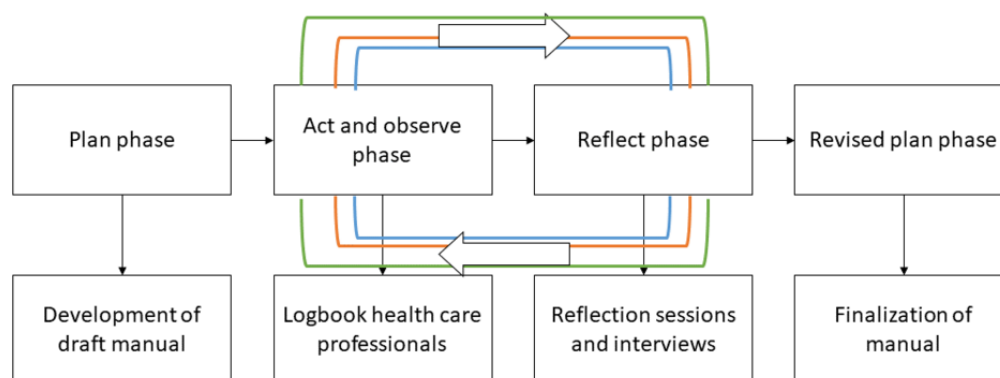 Plan phase
Act and observe
phase
Reflect phase
Revised plan phase
Development of
draft manual
Logbook health care
professionals
Reflection sessions
and interviews
Finalization of
manual